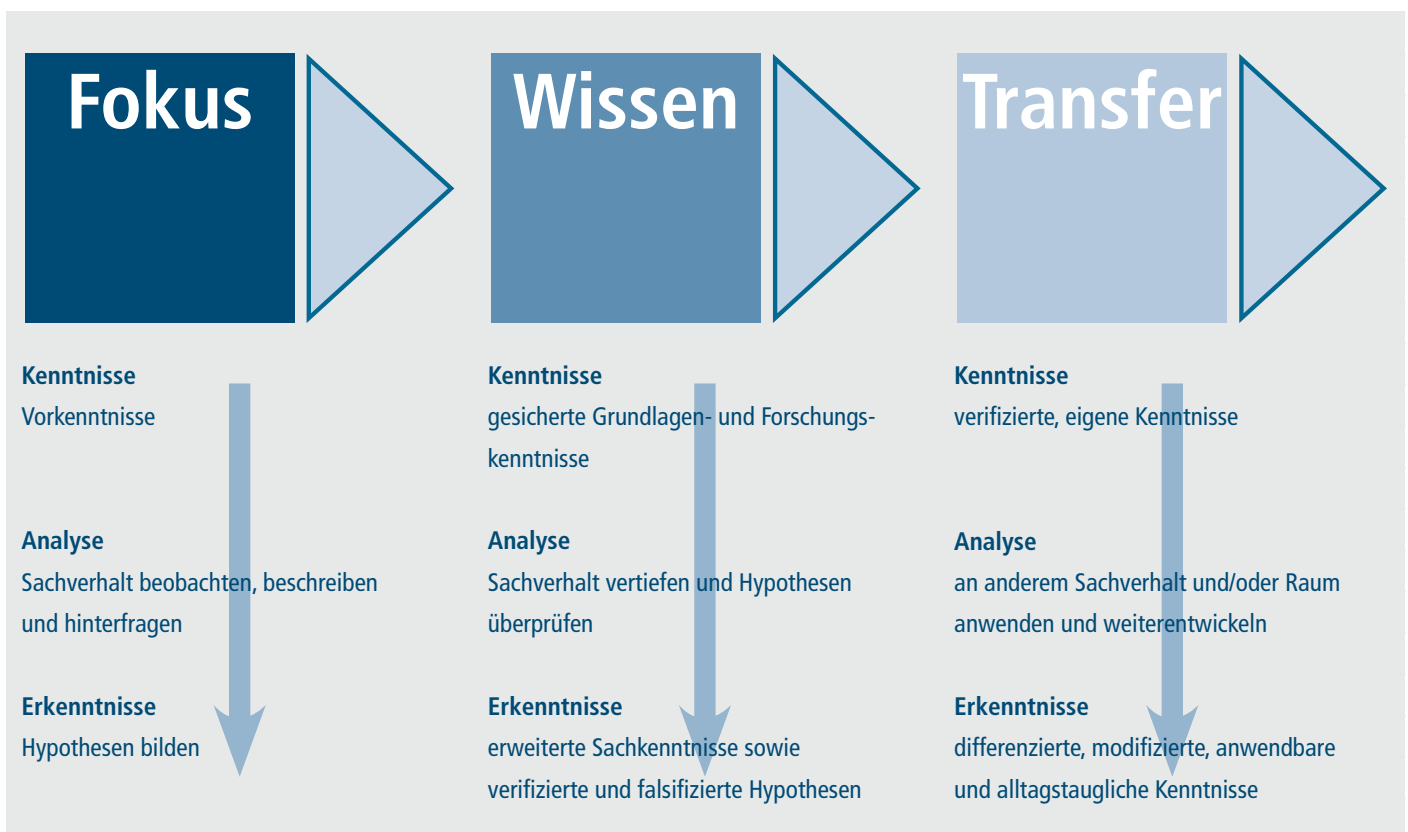 Fokus
Kenntnisse
Vorkenntnisse
Analyse
Sachverhalt beobachten, beschreiben
und hinterfragen
Erkenntnisse
Hypothesen bilden
Wissen
Kenntnisse
gesicherte Grundlagen- und Forschungs-
kenntnisse
Analyse
Sachverhalt vertiefen und Hypothesen
überprüfen
Erkenntnisse
erweiterte Sachkenntnisse sowie
verifizierte und falsifizierte Hypothesen
Transfer
Kenntnisse
verifizierte, eigene Kenntnisse
Analyse
an anderem Sachverhalt und/oder Raum
anwenden und weiterentwickeln
Erkenntnisse
differenzierte, modifizierte, anwendbare
und alltagstaugliche Kenntnisse